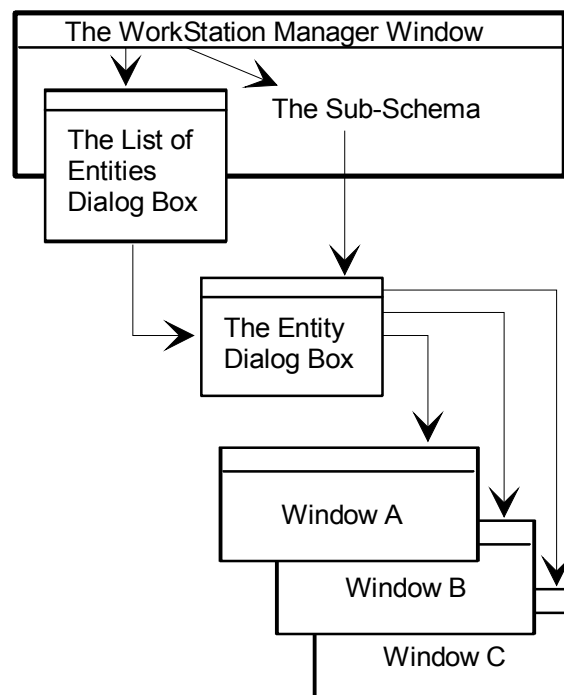 The WorkStation Manager Window
The Sub-Schema
The List of
Entities
Dialog Box
The Entity
Dialog Box
Window A
Window B
Window C